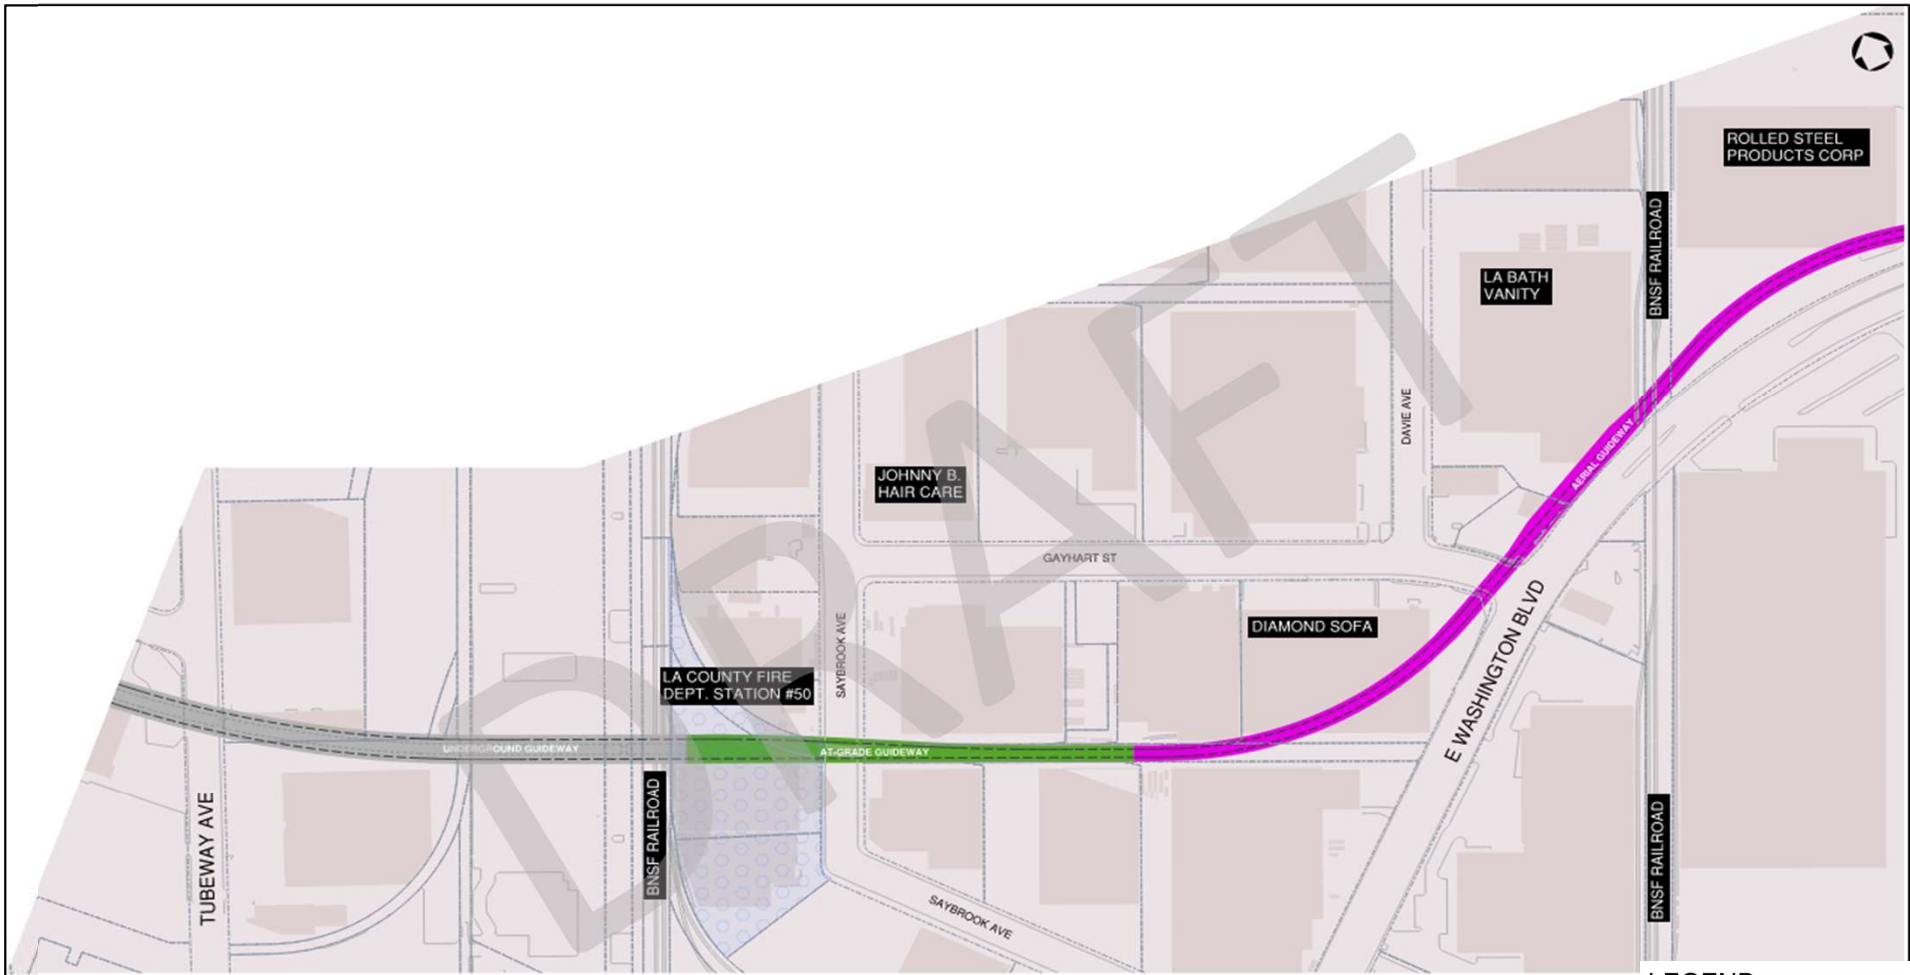 ROLLED STEEL
PRODUCTS CORP
BNSF RAILROAD
LA BATH
VANITY
DAVIE AVE
AERIAL GUIDEWAY
JOHNNY B.
HAIR CARE
GAYHART ST
DIAMOND SOFA
SAYBROOK AVE
E WASHINGTON BLVD
LA COUNTY FIRE
DEPT. STATION #50
UNDERGROUND GUIDEWAY
AT-GRADE GUIDEWAY
TUBEWAY AVE
BNSF RAILROAD
BNSF RAILROAD
SAYBROOK AVE
DRAFT
LEGEND